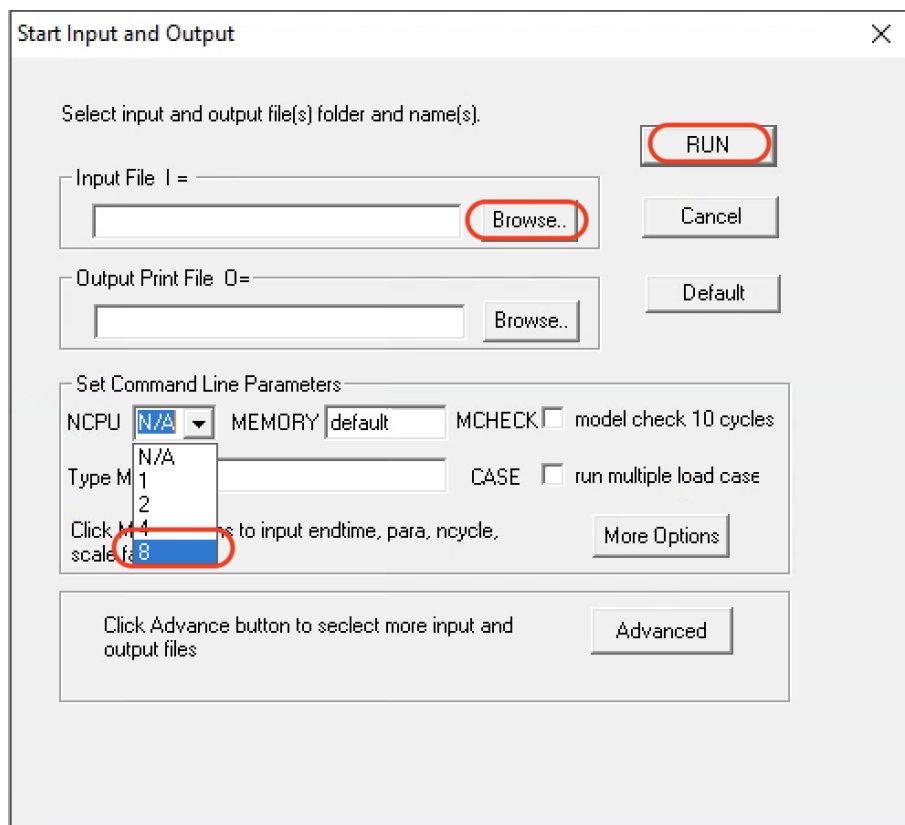 Start Input and Output
Select input and output file(s) folder and name(s).
RUN
Input File I =
Browse..
Cancel
Output Print File O=
Default
Browse..
Set Command Line Parameters
NCPU N/A MEMORY default MCHECK model check 10 cycles
N/A
Type M CASE run multiple load case
1
2
4
Click M ns to input endtime, para, ncycle,
scale fa
8
More Options
Click Advance button to seclect more input and
output files
Advanced